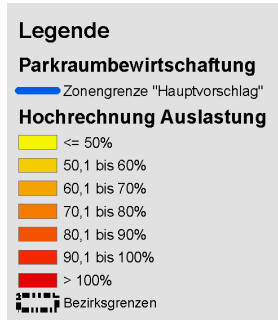 Legende
Parkraumbewirtschaftung
Zonengrenze "Hauptvorschlag"
Hochrechnung Auslastung
<= 50%
50,1 bis 60%
60,1 bis 70%
70,1 bis 80%
80,1 bis 90%
90,1 bis 100%
> 100%
Bezirksgrenzen